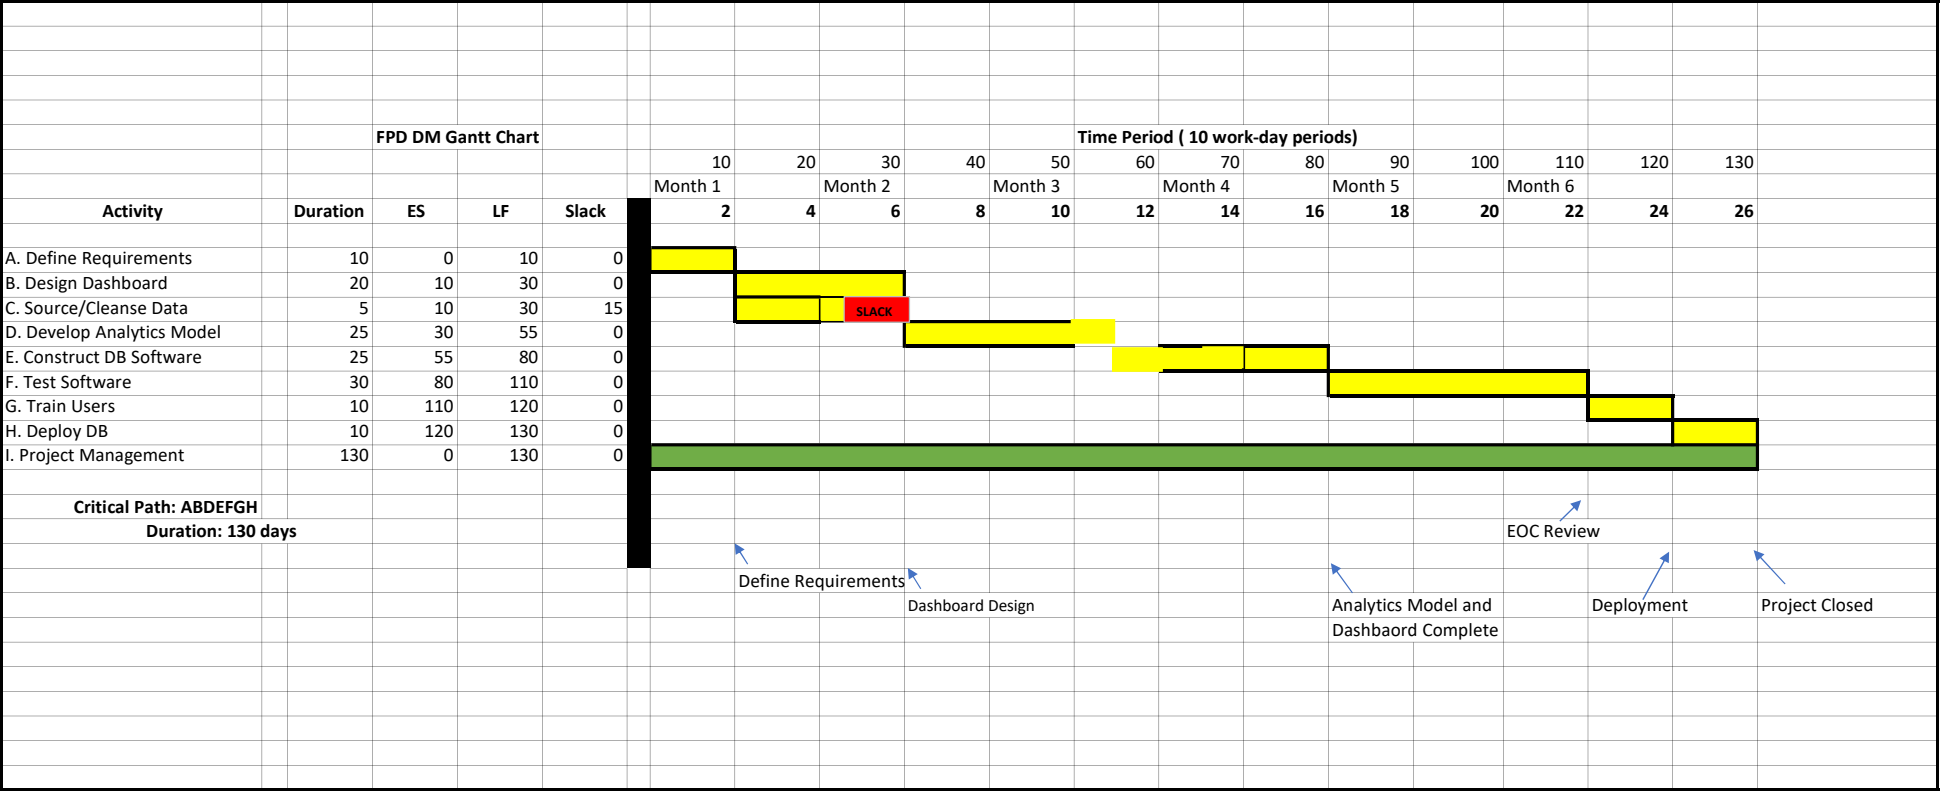 FPD DM Gantt Chart Time Period ( 10 work-day periods)
10 20 30 40 50 60 70 80 90 100 110 120 130
Month 1 Month 2 Month 3 Month 4 Month 5 Month 6
Activity Duration ES LF Slack 2 4 6 8 10 12 14 16 18 20 22 24 26
A. Define Requirements 10 0 10 0
B. Design Dashboard 20 10 30 0
C. Source/Cleanse Data 5 10 30 15 SLACK
D. Develop Analytics Model 25 30 55 0
E. Construct DB Software 25 55 80 0
F. Test Software 30 80 110 0
G. Train Users 10 110 120 0
H. Deploy DB 10 120 130 0
I. Project Management 130 0 130 0
Critical Path: ABDEFGH
Duration: 130 days EOC Review
Define Requirements
Dashboard Design Analytics Model and Deployment Project Closed
Dashbaord Complete